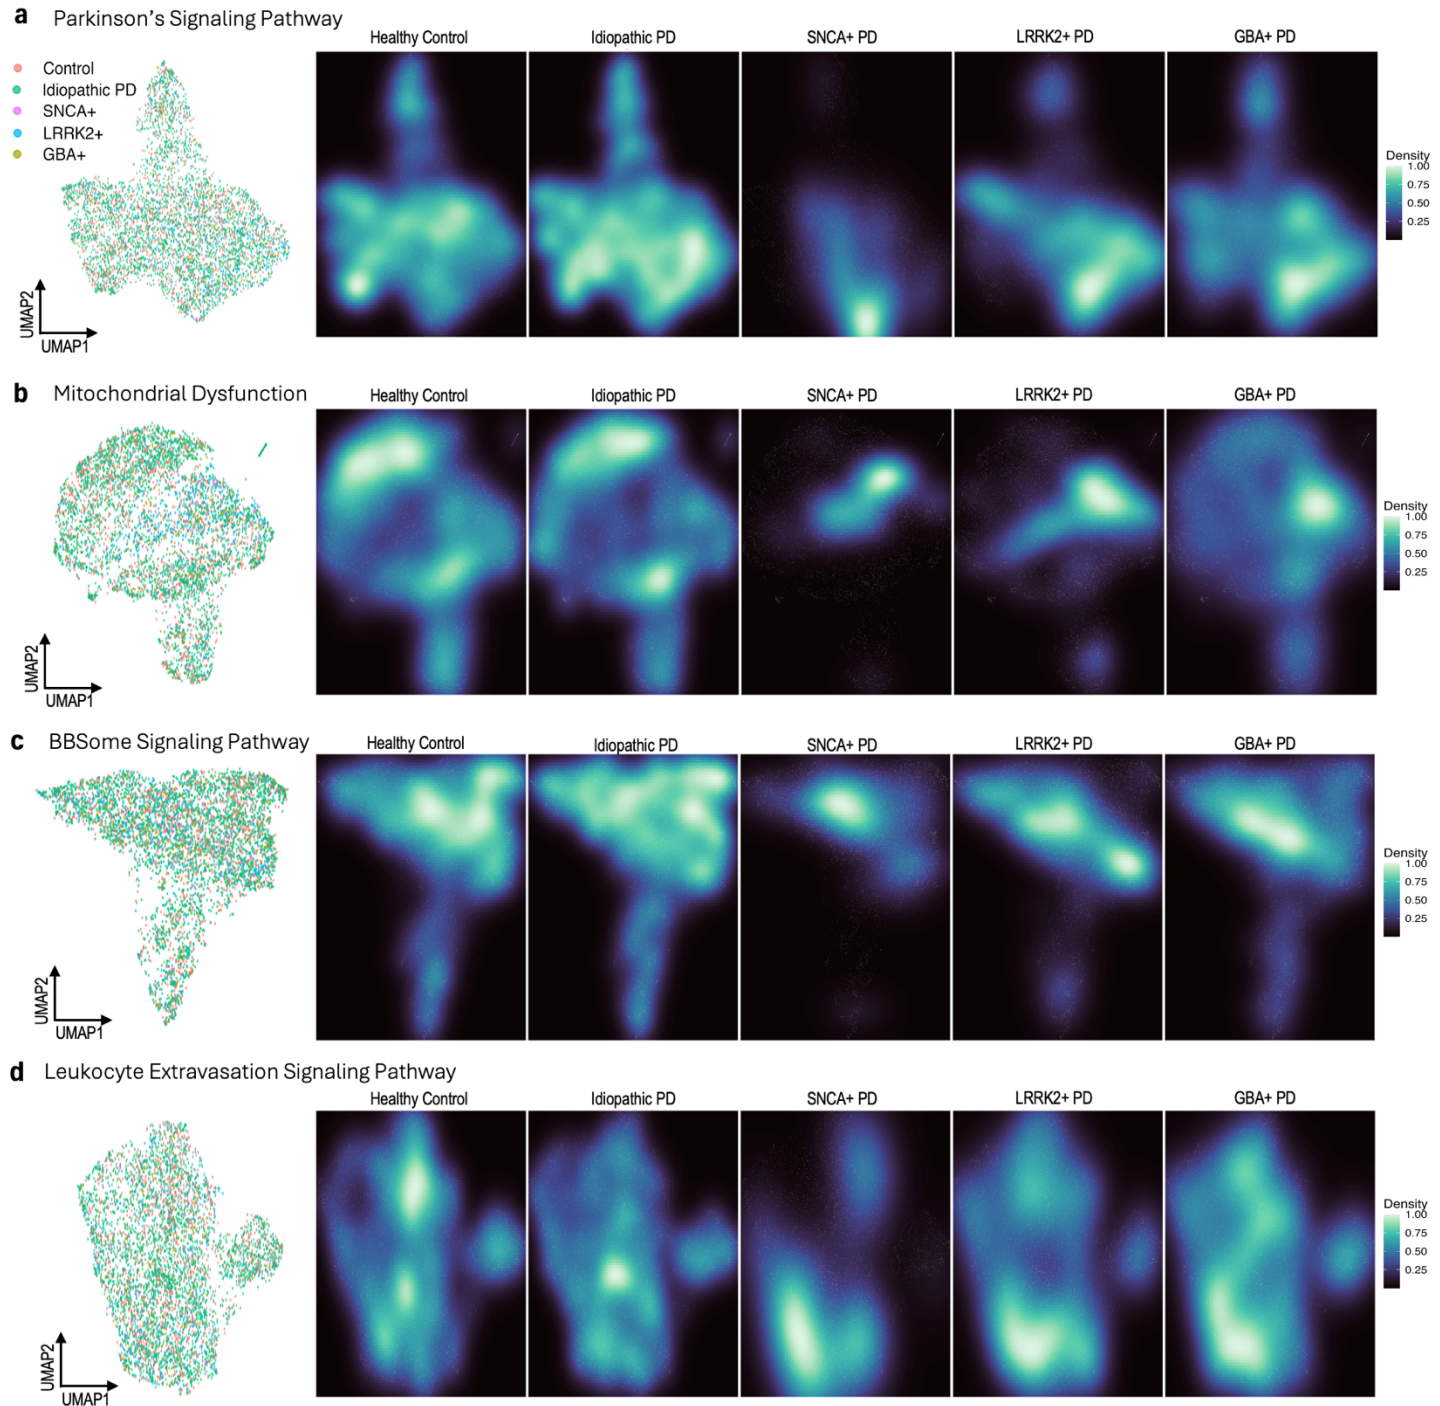 a Parkinson's Signaling Pathway
Healthy Control Idiopathic PD SNCA+ PD LRRK2+ PD GBA+ PD
Control
Idiopathic PD
SNCA+
LRRK2+
GBA+
Density
1.00
0.75
0.50
0.25
UMAP2
UMAP1
b Mitochondrial Dysfunction
Healthy Control Idiopathic PD SNCA+ PD LRRK2+ PD GBA+ PD
Density
1.00
0.75
0.50
0.25
UMAP2
UMAP1
c BBSome Signaling Pathway
Healthy Control Idiopathic PD SNCA+ PD LRRK2+ PD GBA+ PD
Density
1.00
0.75
0.50
0.25
UMAP2
UMAP1
d Leukocyte Extravasation Signaling Pathway
Healthy Control Idiopathic PD SNCA+ PD LRRK2+ PD GBA+ PD
Density
1.00
0.75
0.50
0.25
UMAP2
UMAP1